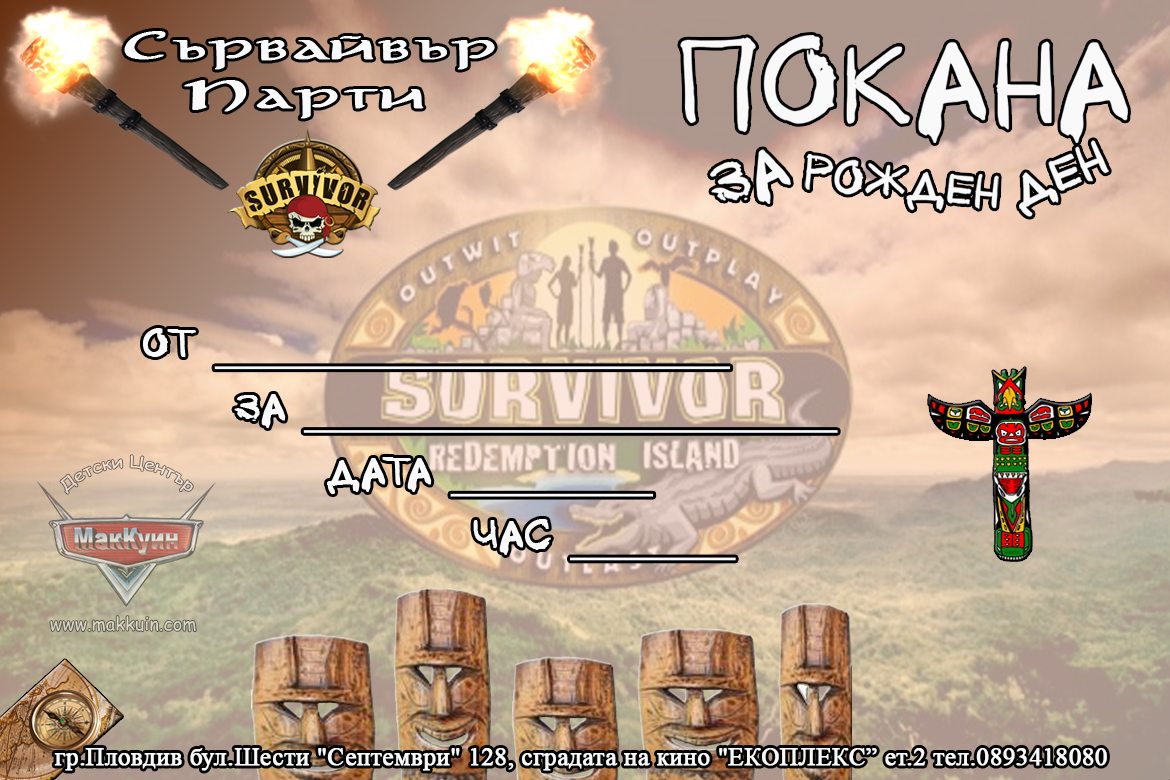 Сървайвър
Парти
ПОКАНА
ЗА РОЖДЕН ДЕН
SURVIVOR
OUTWIT OUTPLAY
ОТ
SURVIVOR
ЗА
REDEMPTION ISLAND
ДАТА
Детски Център
МакКуин
ЧАС
www.makkuin.com
гр.Пловдив бул.Шести "Септември" 128, сградата на кино "ЕКОПЛЕКС” ет.2 тел.0893418080